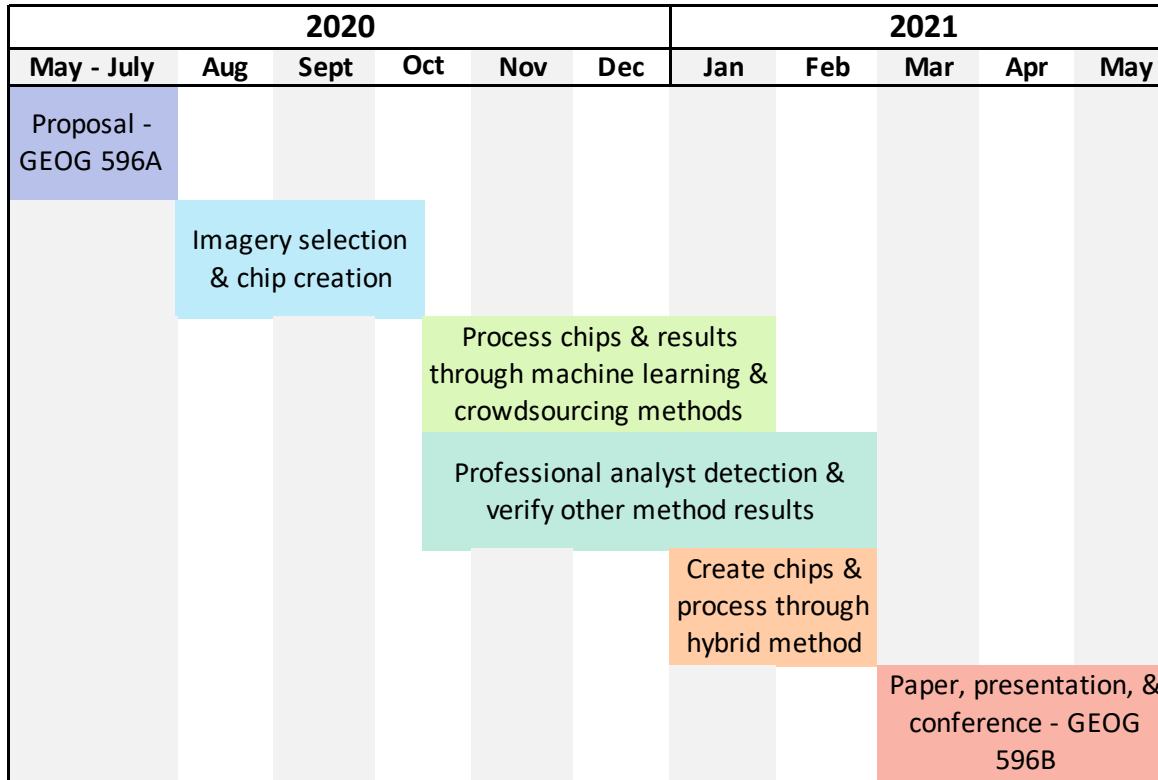 2020 2021
May - July Aug Sept Oct Nov Dec Jan Feb Mar Apr May
Proposal -
GEOG 596A
Imagery selection
& chip creation
Process chips & results
through machine learning &
crowdsourcing methods
Professional analyst detection &
verify other method results
Create chips &
process through
hybrid method
Paper, presentation, &
conference - GEOG
596B